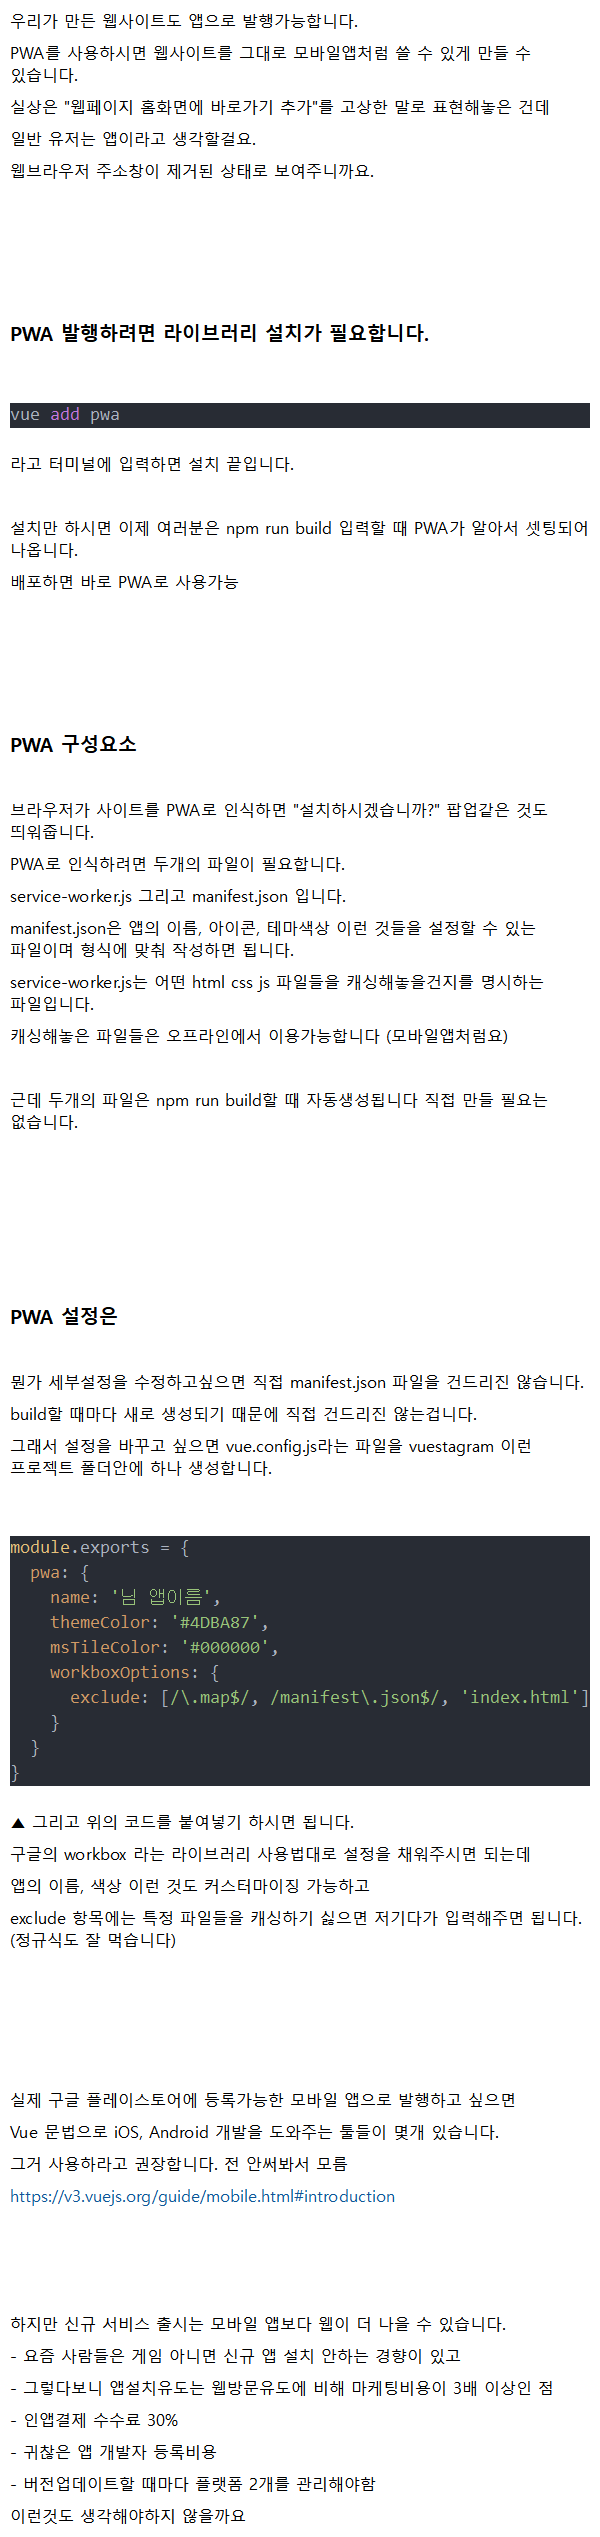 우리가 만든 웹사이트도 앱으로 발행가능합니다.
PWA를 사용하시면 웹사이트를 그대로 모바일앱처럼 쓸 수 있게 만들 수
있습니다.
실상은 "웹페이지 홈화면에 바로가기 추가"를 고상한 말로 표현해놓은 건데
일반 유저는 앱이라고 생각할걸요.
웹브라우저 주소창이 제거된 상태로 보여주니까요.
PWA 발행하려면 라이브러리 설치가 필요합니다.
vue add pwa
라고 터미널에 입력하면 설치 끝입니다.
설치만 하시면 이제 여러분은 npm run build 입력할 때 PWA가 알아서 셋팅되어
나옵니다.
배포하면 바로 PWA로 사용가능
PWA 구성요소
브라우저가 사이트를 PWA로 인식하면 "설치하시겠습니까?" 팝업같은 것도
띄워줍니다.
PWA로 인식하려면 두개의 파일이 필요합니다.
service-worker.js 그리고 manifest.json 입니다.
manifest.json은 앱의 이름, 아이콘, 테마색상 이런 것들을 설정할 수 있는
파일이며 형식에 맞춰 작성하면 됩니다.
service-worker.js는 어떤 html css js 파일들을 캐싱해놓을건지를 명시하는
파일입니다.
캐싱해놓은 파일들은 오프라인에서 이용가능합니다 (모바일앱처럼요)
근데 두개의 파일은 npm run build할 때 자동생성됩니다 직접 만들 필요는
없습니다.
PWA 설정은
뭔가 세부설정을 수정하고싶으면 직접 manifest.json 파일을 건드리진 않습니다.
build할 때마다 새로 생성되기 때문에 직접 건드리진 않는겁니다.
그래서 설정을 바꾸고 싶으면 vue.config.js라는 파일을 vuestagram 이런
프로젝트 폴더안에 하나 생성합니다.
module.exports = {
pwa: {
name: '님 앱이름',
themeColor: '#4DBA87',
msTileColor: '#000000',
workboxOptions: {
exclude: [/\.map$/, /manifest\.json$/, 'index.html']
}
}
}
▲ 그리고 위의 코드를 붙여넣기 하시면 됩니다.
구글의 workbox 라는 라이브러리 사용법대로 설정을 채워주시면 되는데
앱의 이름, 색상 이런 것도 커스터마이징 가능하고
exclude 항목에는 특정 파일들을 캐싱하기 싫으면 저기다가 입력해주면 됩니다.
(정규식도 잘 먹습니다)
실제 구글 플레이스토어에 등록가능한 모바일 앱으로 발행하고 싶으면
Vue 문법으로 iOS, Android 개발을 도와주는 툴들이 몇개 있습니다.
그거 사용하라고 권장합니다. 전 안써봐서 모름
https://v3.vuejs.org/guide/mobile.html#introduction
하지만 신규 서비스 출시는 모바일 앱보다 웹이 더 나을 수 있습니다.
- 요즘 사람들은 게임 아니면 신규 앱 설치 안하는 경향이 있고
- 그렇다보니 앱설치유도는 웹방문유도에 비해 마케팅비용이 3배 이상인 점
- 인앱결제 수수료 30%
- 귀찮은 앱 개발자 등록비용
- 버전업데이트할 때마다 플랫폼 2개를 관리해야함
이런것도 생각해야하지 않을까요